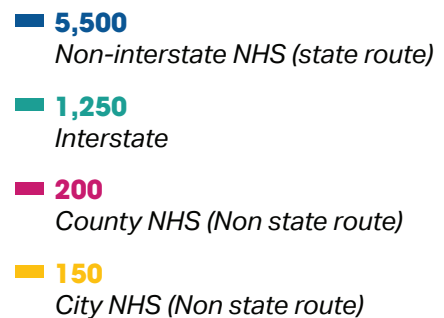 5,500
Non-interstate NHS (state route)
1,250
Interstate
200
County NHS (Non state route)
150
City NHS (Non state route)